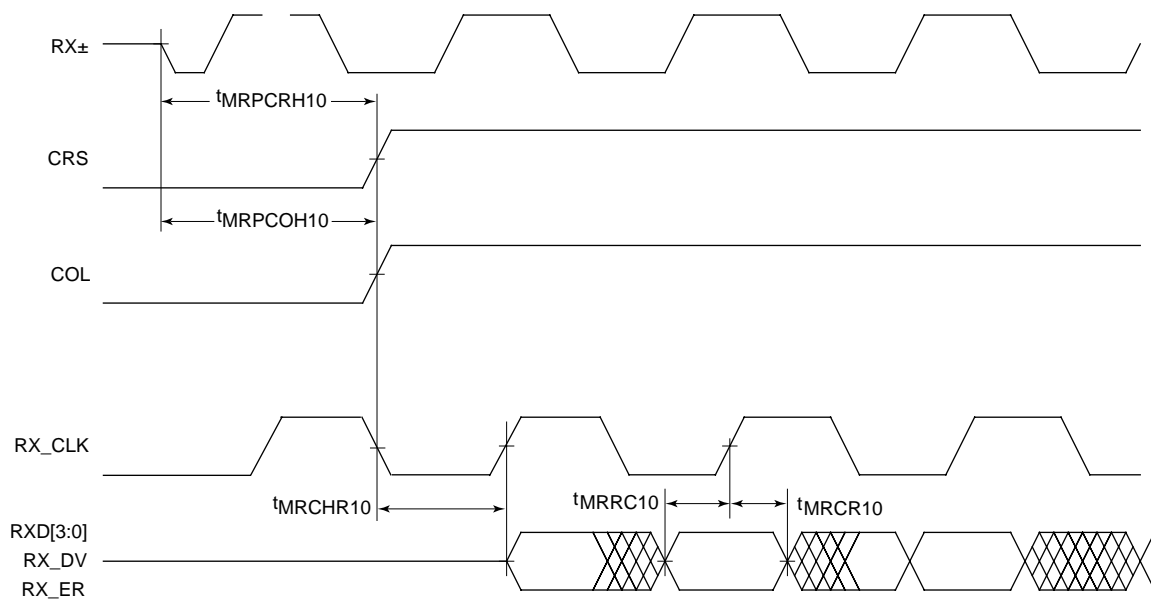 RX±
tMRPCRH10
CRS
tMRPCOH10
COL
RX_CLK
tMRCHR10
tMRRC10
tMRCR10
RXD[3:0]
RX_DV
RX_ER